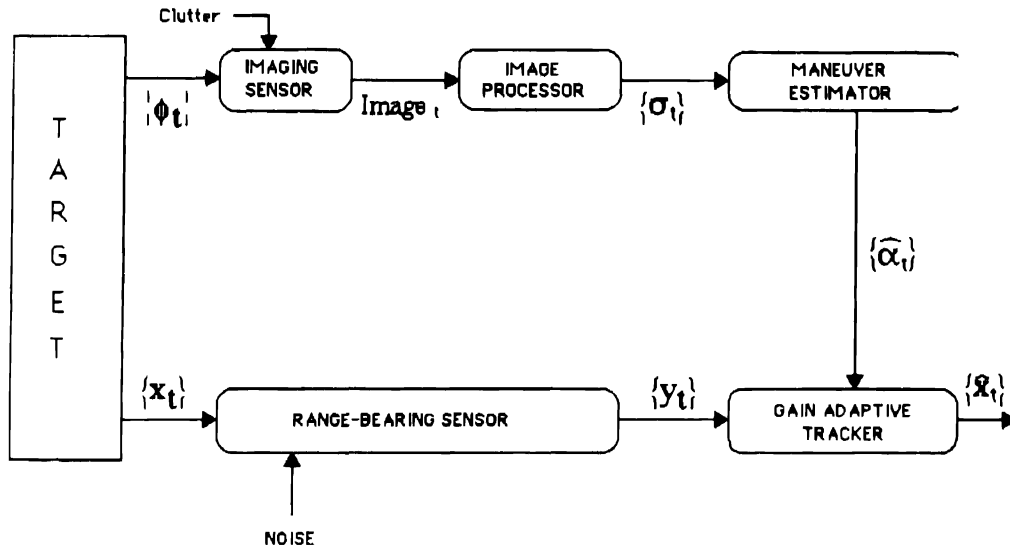 Clutter
TARGET
IMAGING
SENSOR
IMAGE
PROCESSOR
MANEUVER
ESTIMATOR
{ϕt}
Image t
{σt}
{α̂t}
{xt}
{yt}
{x̂t}
RANGE-BEARING SENSOR
GAIN ADAPTIVE
TRACKER
NOISE